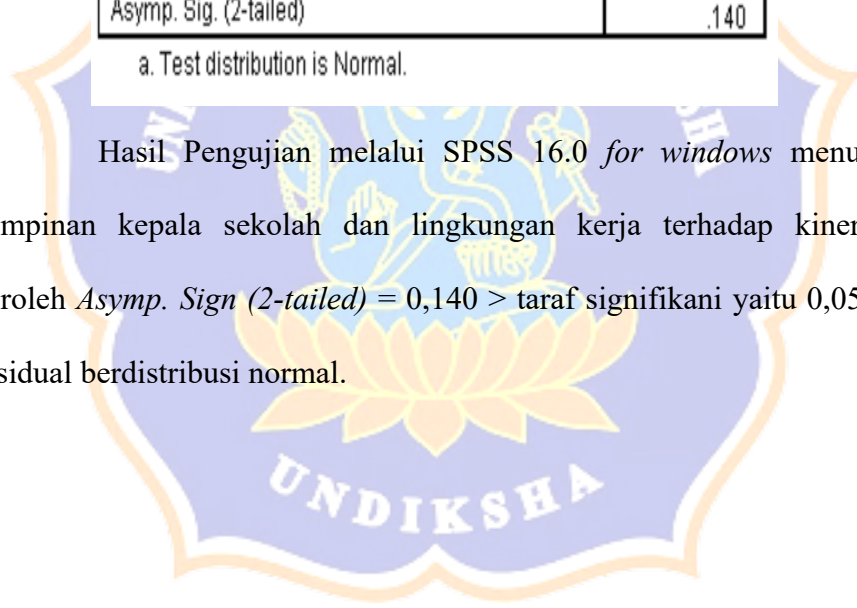 Asymp. Sig. (2-tailed) .140
a. Test distribution is Normal.
Hasil Pengujian melalui SPSS 16.0 for windows menu
mpinan kepala sekolah dan lingkungan kerja terhadap kiner
roleh Asymp. Sign (2-tailed) = 0,140 > taraf signifikani yaitu 0,05
sidual berdistribusi normal.
UNDIKSHA